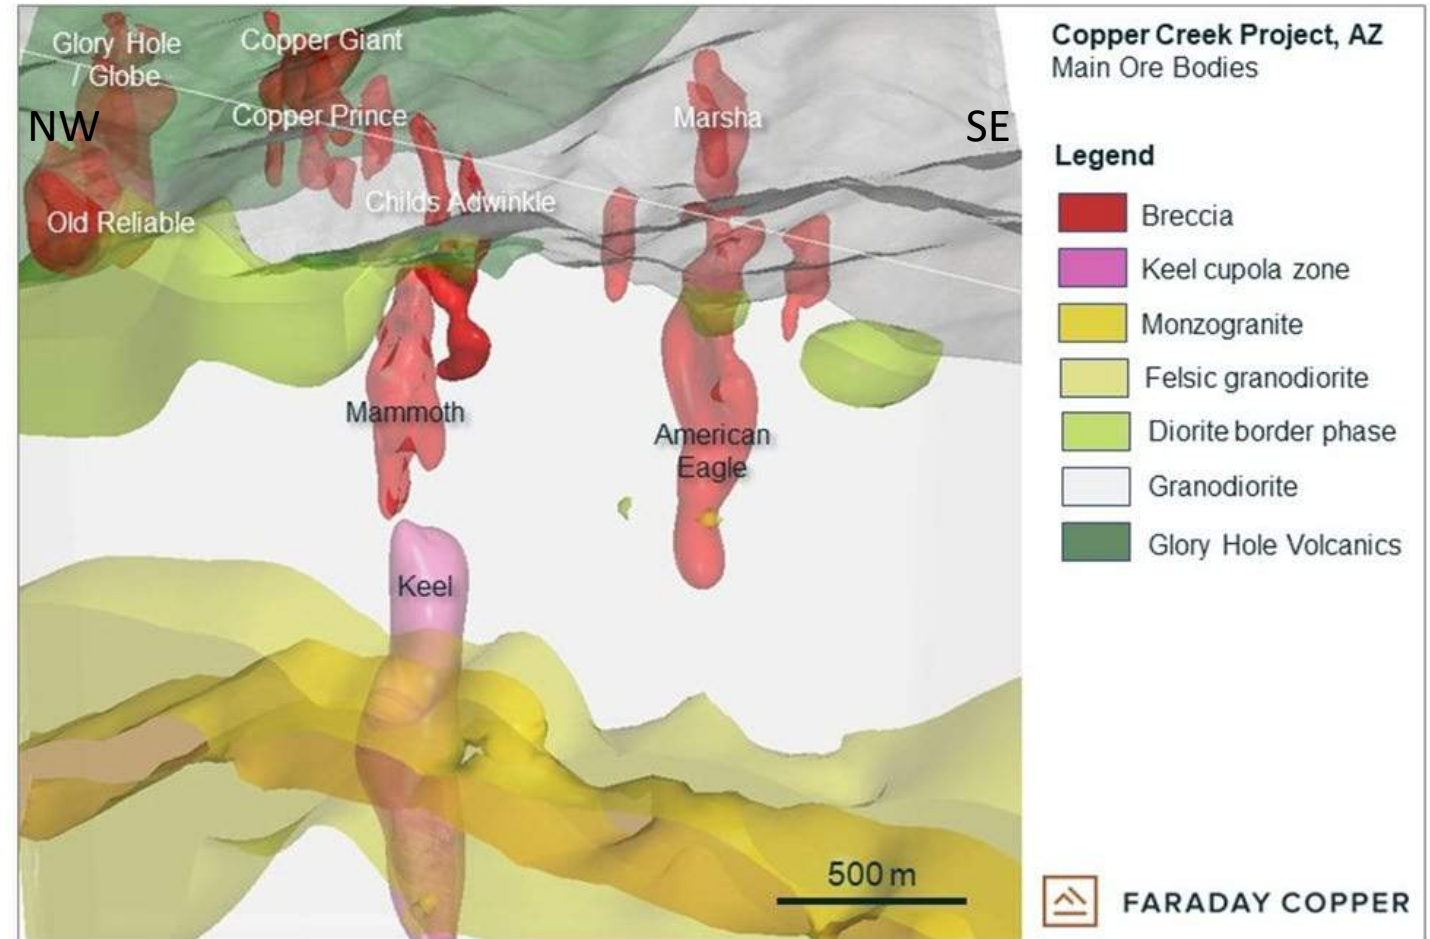 Glory Hole
/ Globe
Copper Giant
NW
Copper Prince
Marsha
SE
Old Reliable
Childs Adwinkle
Mammoth
American
Eagle
Keel
500 m
Copper Creek Project, AZ
Main Ore Bodies
Legend
Breccia
Keel cupola zone
Monzogranite
Felsic granodiorite
Diorite border phase
Granodiorite
Glory Hole Volcanics
FARADAY COPPER